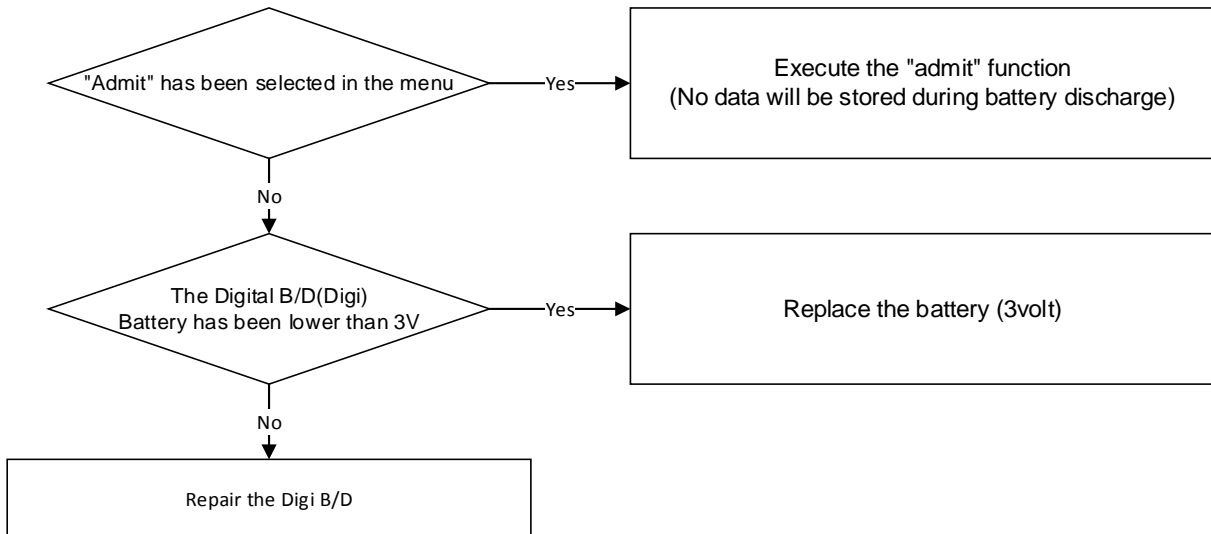 "Admit" has been selected in the menu
Yes
Execute the "admit" function
(No data will be stored during battery discharge)
No
The Digital B/D(Digi)
Battery has been lower than 3V
Yes
Replace the battery (3volt)
No
Repair the Digi B/D